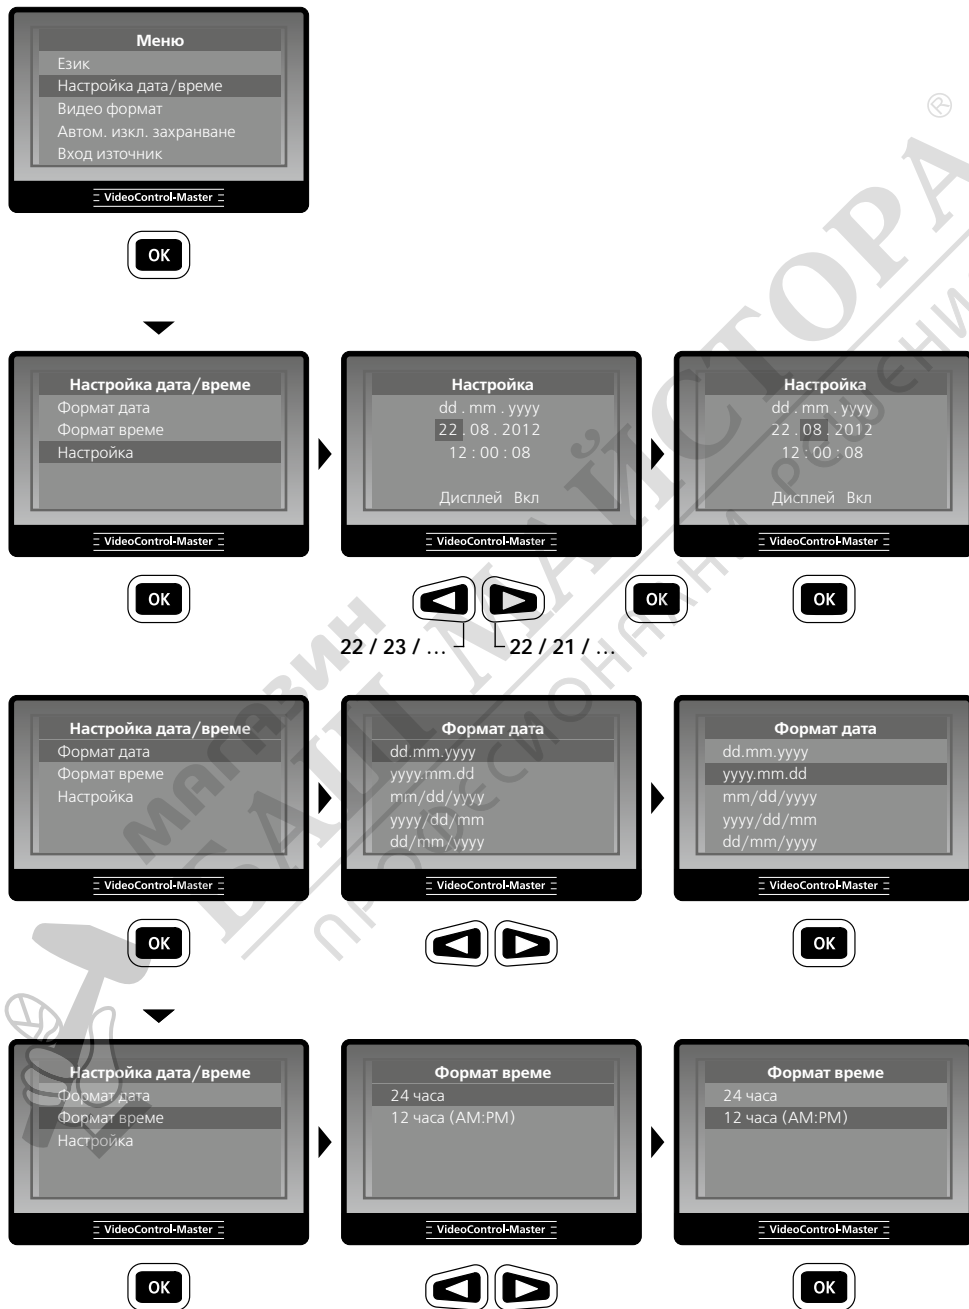 Меню
Език
Настройка дата/време
Видео формат
Автом. изкл. захранване
Вход източник
VideoControl-Master
OK
Настройка дата/време
Формат дата
Формат време
Настройка
VideoControl-Master
OK
Настройка
dd . mm . yyyy
22 . 08 . 2012
12 : 00 : 08
Дисплей Вкл
VideoControl-Master
22 / 23 / …
22 / 21 / …
OK
Настройка
dd . mm . yyyy
22 . 08 . 2012
12 : 00 : 08
Дисплей Вкл
VideoControl-Master
OK
Настройка дата/време
Формат дата
Формат време
Настройка
VideoControl-Master
OK
Формат дата
dd.mm.yyyy
yyyy.mm.dd
mm/dd/yyyy
yyyy/dd/mm
dd/mm/yyyy
VideoControl-Master
Формат дата
dd.mm.yyyy
yyyy.mm.dd
mm/dd/yyyy
yyyy/dd/mm
dd/mm/yyyy
VideoControl-Master
OK
Настройка дата/време
Формат дата
Формат време
Настройка
VideoControl-Master
OK
Формат време
24 часа
12 часа (AM:PM)
VideoControl-Master
Формат време
24 часа
12 часа (AM:PM)
VideoControl-Master
OK
магазин
БАШ МАЙСТОРА
®